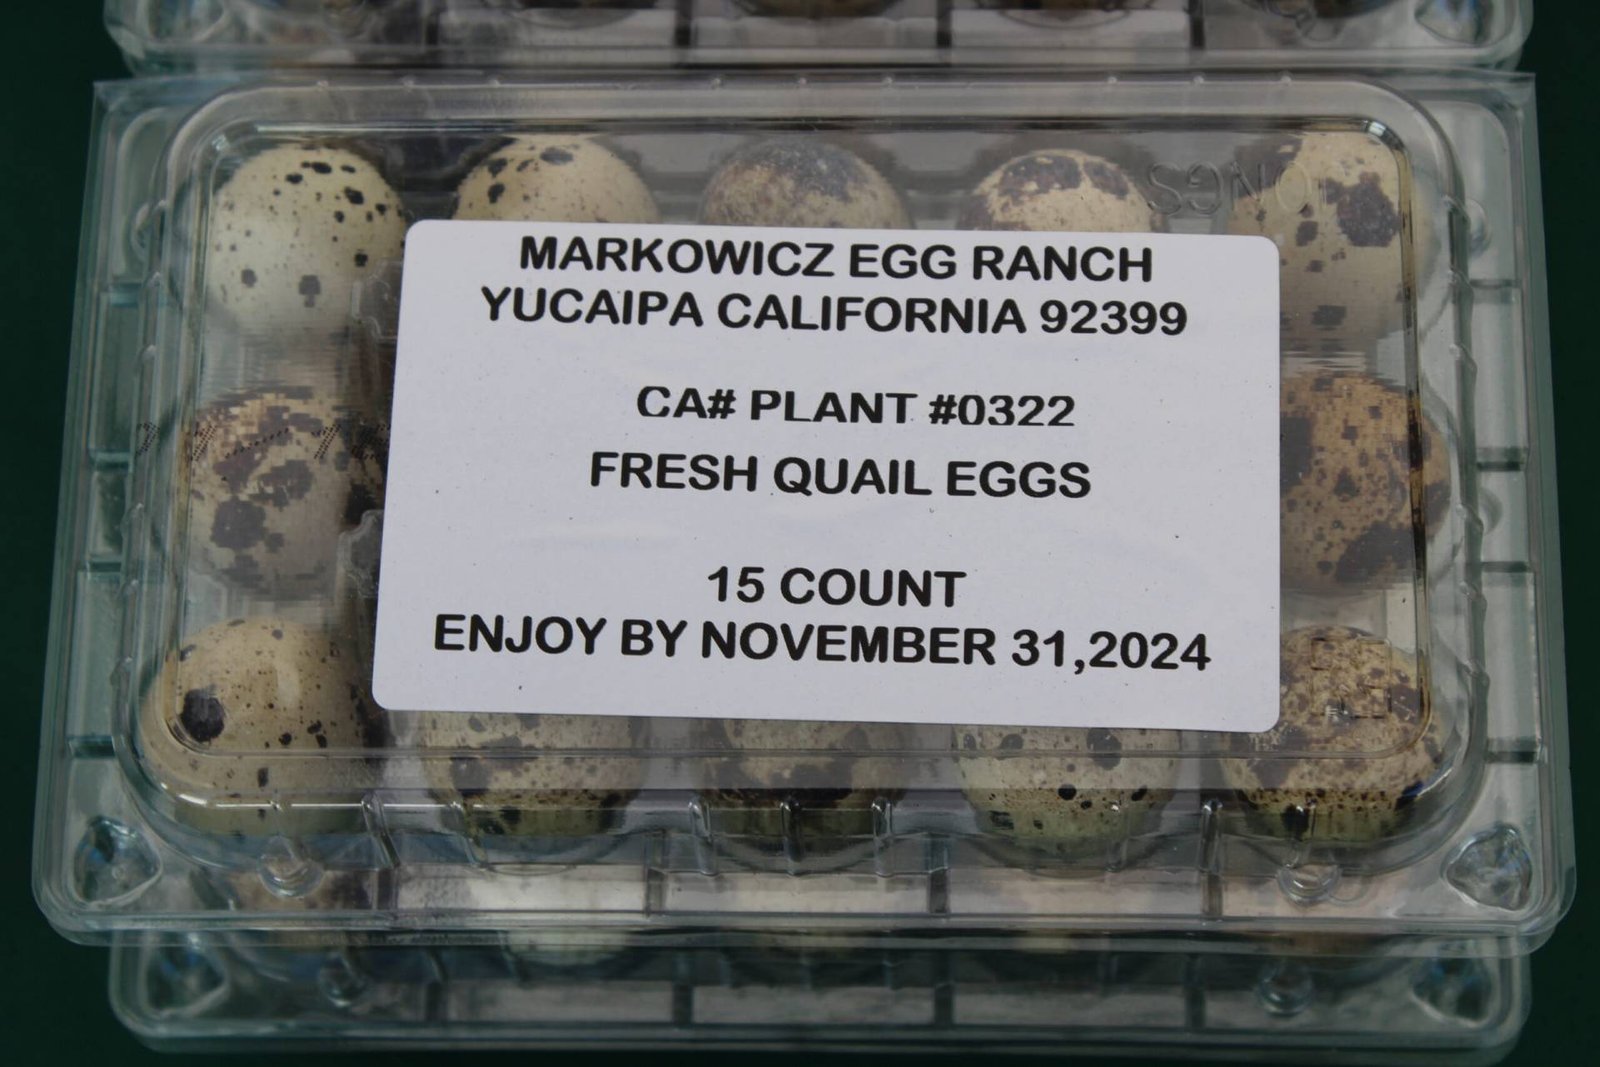 MARKOWICZ EGG RANCH
YUCAIPA CALIFORNIA 92399
CA# PLANT #0322
FRESH QUAIL EGGS
15 COUNT
ENJOY BY NOVEMBER 31,2024